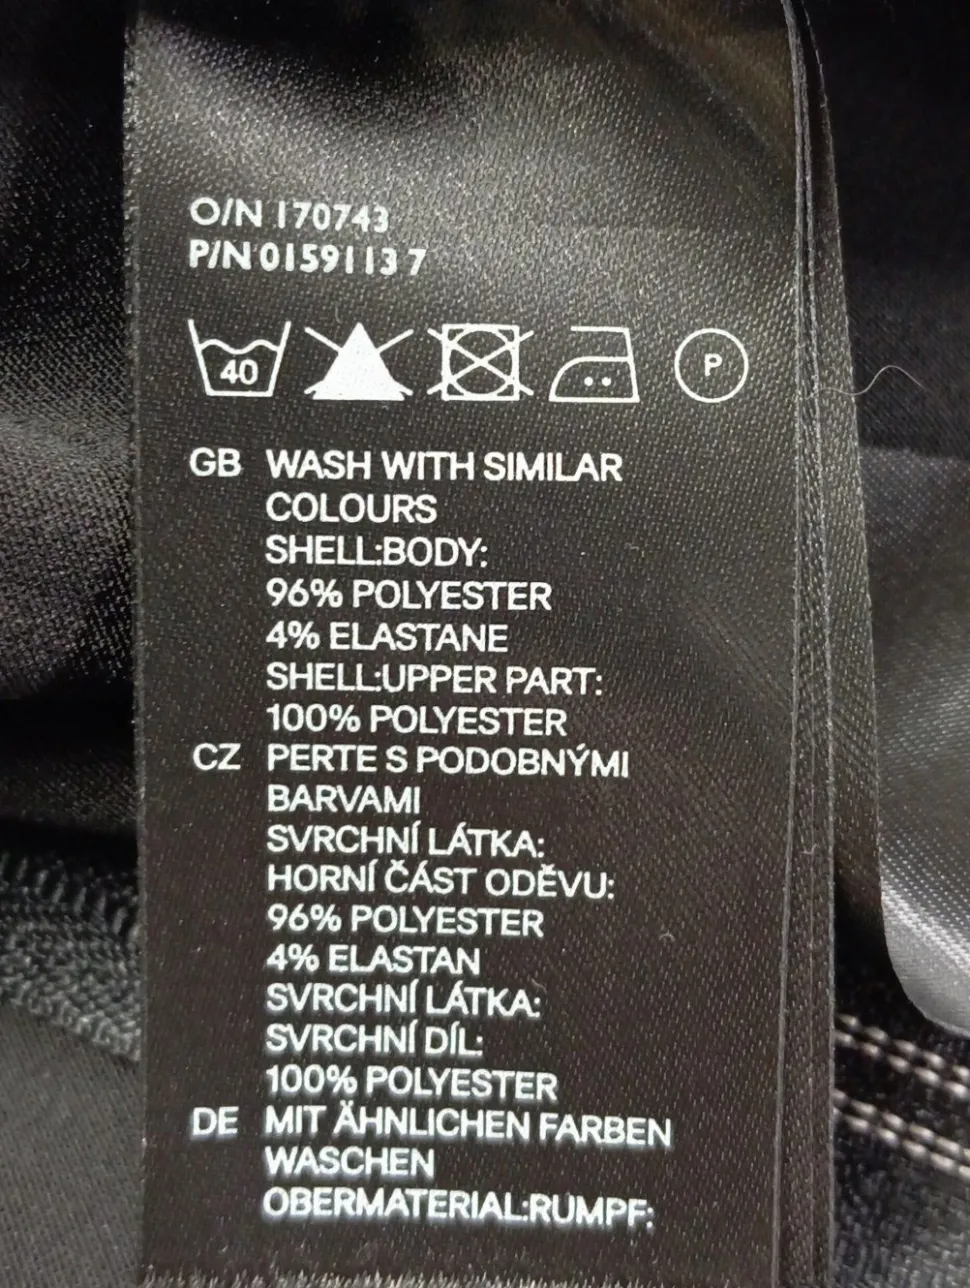 O/N 170743
P/N 01591137
40 P
GB WASH WITH SIMILAR
COLOURS
SHELL:BODY:
96% POLYESTER
4% ELASTANE
SHELL:UPPER PART:
100% POLYESTER
CZ PERTE S PODOBNÝMI
BARVAMI
SVRCHNÍ LÁTKA:
HORNÍ ČÁST ODĚVU:
96% POLYESTER
4% ELASTAN
SVRCHNÍ LÁTKA:
SVRCHNÍ DÍL:
100% POLYESTER
DE MIT ÄHNLICHEN FARBEN
WASCHEN
OBERMATERIAL:RUMPF: